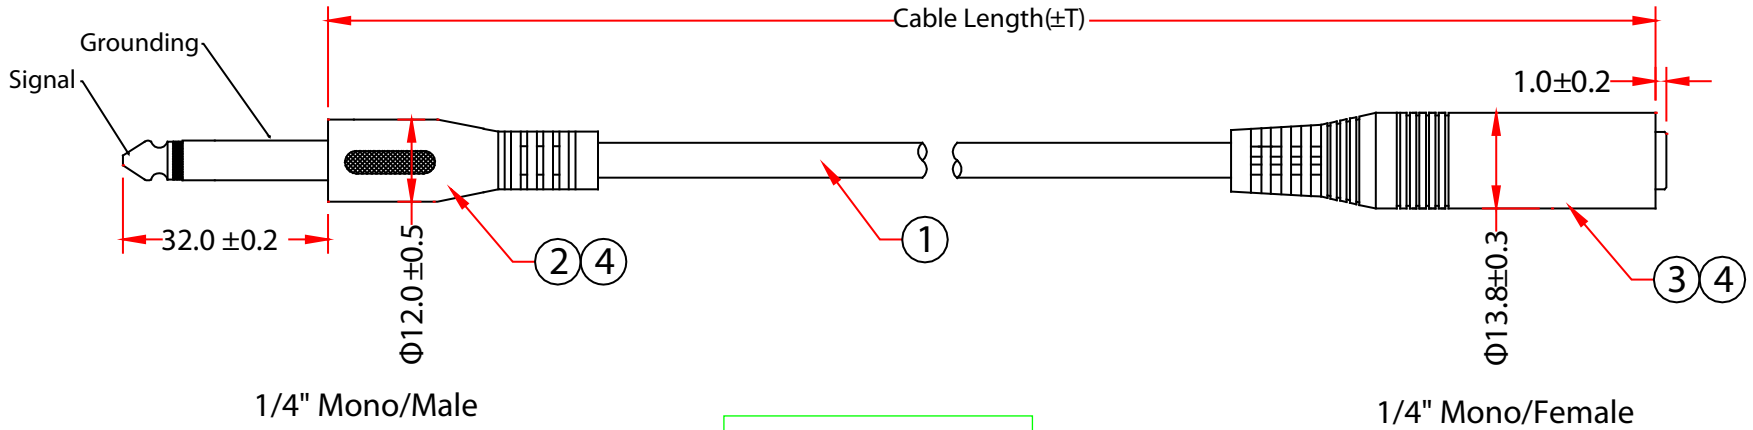 Cable Length(±T)
Grounding
Signal
1.0±0.2
32.0 ±0.2
Φ12.0 ±0.5
2 4
1
Φ13.8±0.3
3 4
1/4" Mono/Male
1/4" Mono/Female